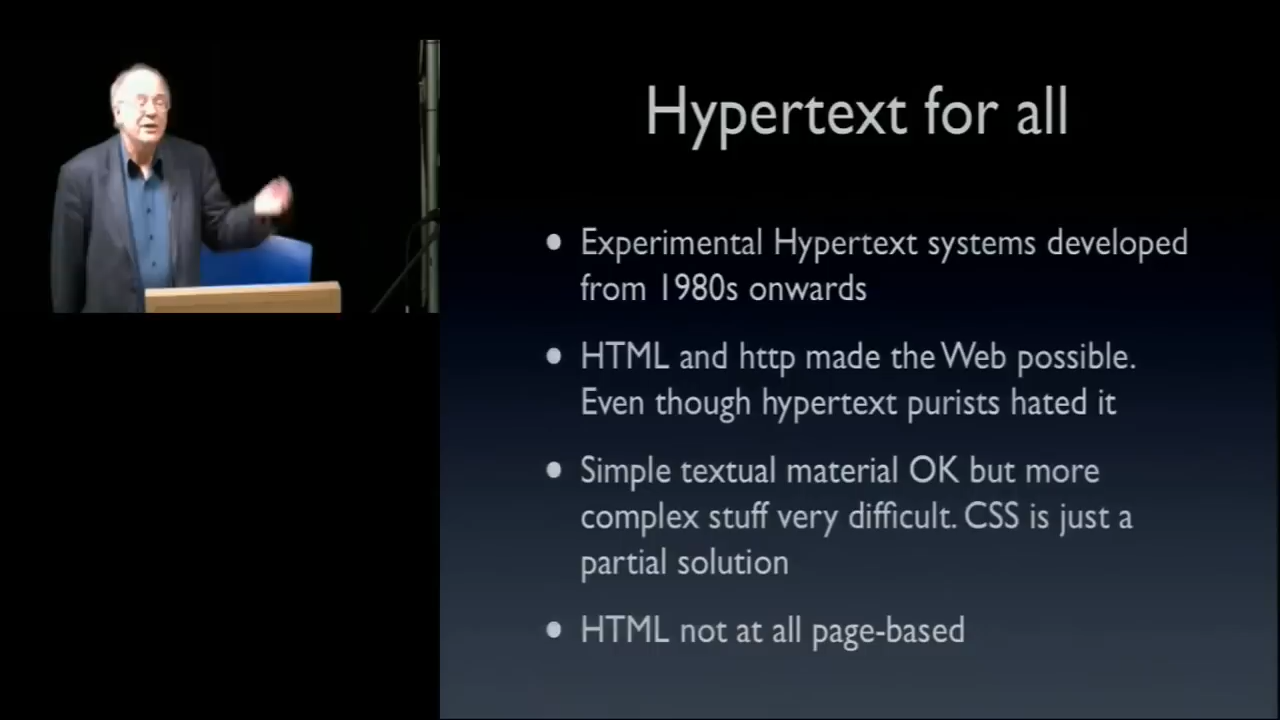 Hypertext for all
• Experimental Hypertext systems developed
from 1980s onwards
• HTML and http made the Web possible.
Even though hypertext purists hated it
• Simple textual material OK but more
complex stuff very difficult. CSS is just a
partial solution
• HTML not at all page-based